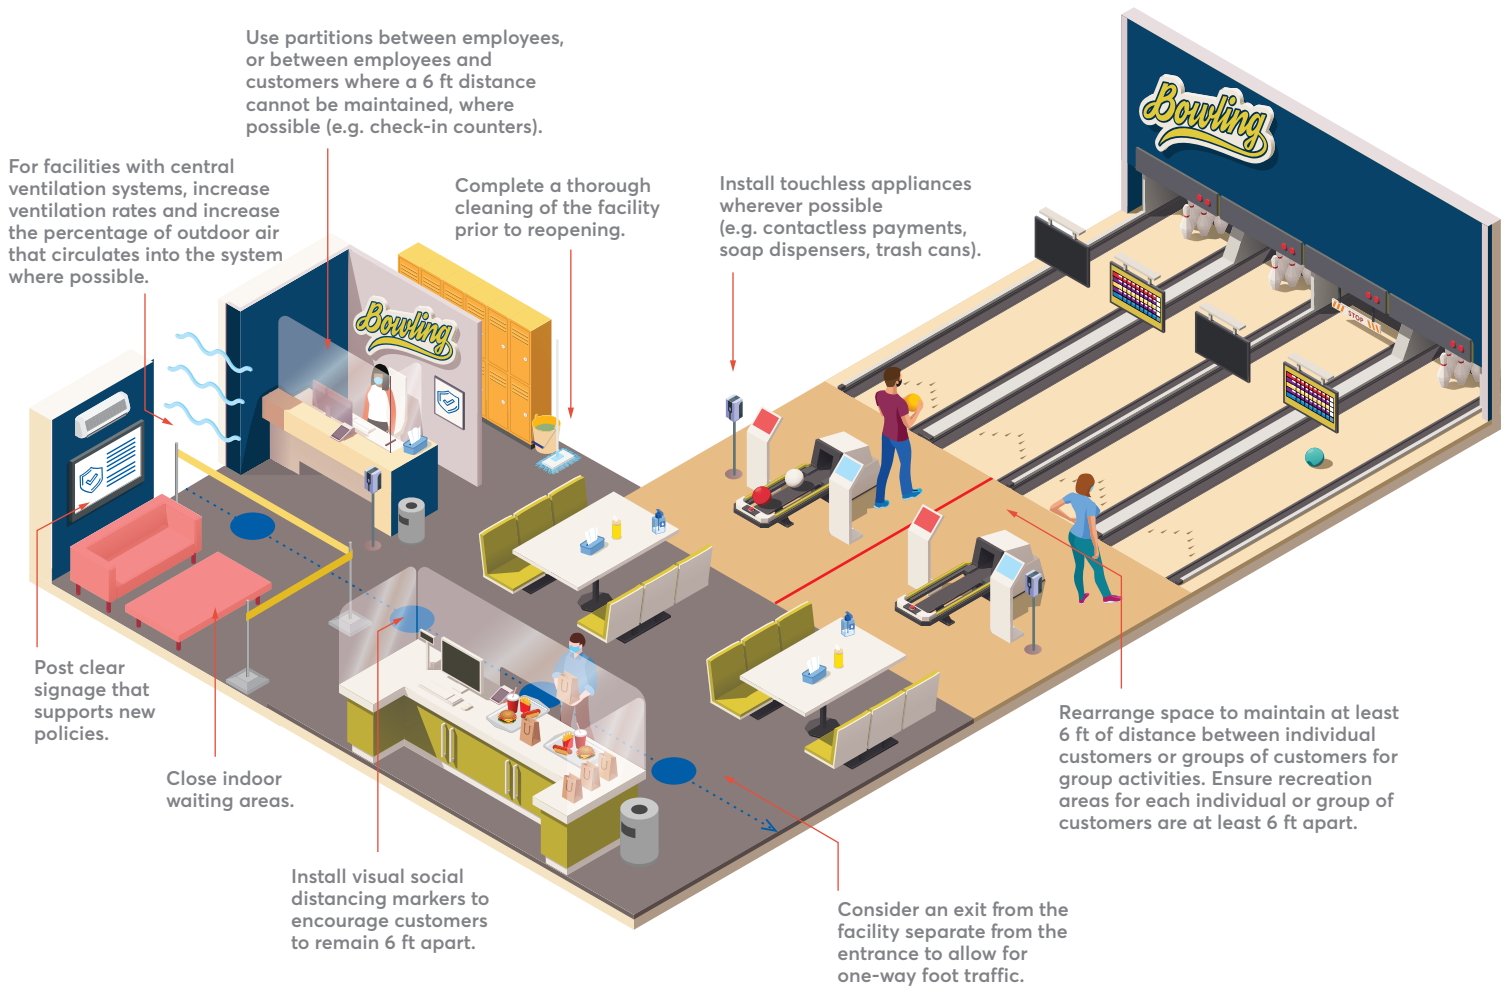 Use partitions between employees,
or between employees and
customers where a 6 ft distance
cannot be maintained, where
possible (e.g. check-in counters).
For facilities with central
ventilation systems, increase
ventilation rates and increase
the percentage of outdoor air
that circulates into the system
where possible.
Complete a thorough
cleaning of the facility
prior to reopening.
Install touchless appliances
wherever possible
(e.g. contactless payments,
soap dispensers, trash cans).
Bowling
Bowling
STOP
Post clear
signage that
supports new
policies.
Close indoor
waiting areas.
Install visual social
distancing markers to
encourage customers
to remain 6 ft apart.
Consider an exit from the
facility separate from the
entrance to allow for
one-way foot traffic.
Rearrange space to maintain at least
6 ft of distance between individual
customers or groups of customers for
group activities. Ensure recreation
areas for each individual or group of
customers are at least 6 ft apart.